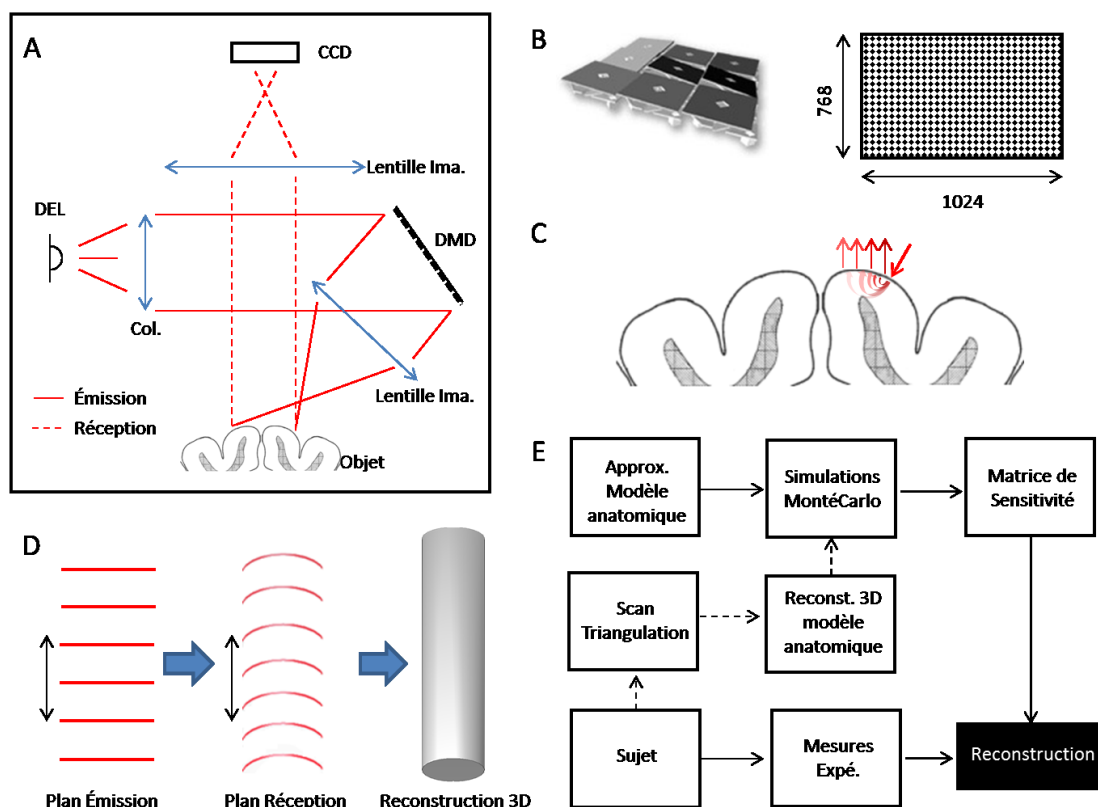 A
CCD
Lentille Ima.
DEL
DMD
Col.
Lentille Ima.
Émission
Réception
Objet
B
768
1024
C
D
Plan Émission
Plan Réception
Reconstruction 3D
E
Approx.
Modèle
anatomique
Simulations
MontéCarlo
Matrice de
Sensitivité
Scan
Triangulation
Reconst. 3D
modèle
anatomique
Sujet
Mesures
Expé.
Reconstruction